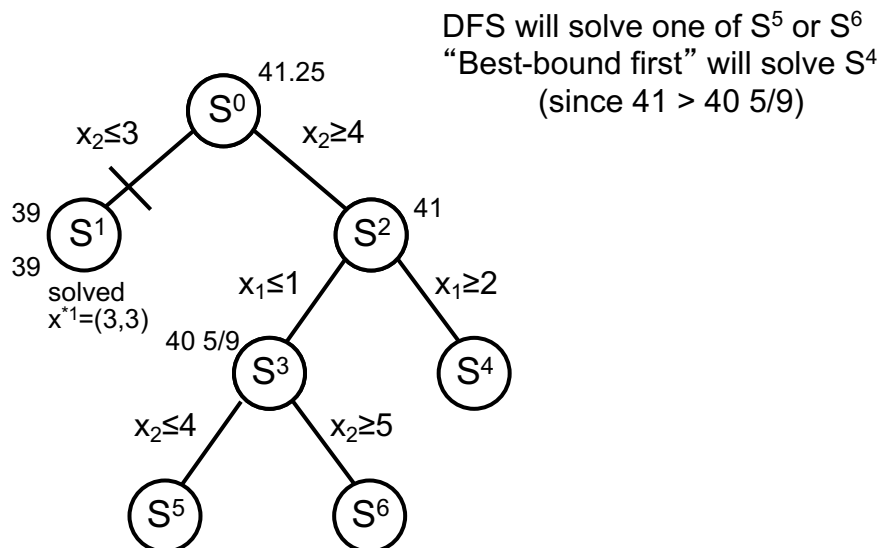 DFS will solve one of S⁵ or S⁶
“Best-bound first” will solve S⁴
(since 41 > 40 5/9)
41.25
S⁰
x₂≤3
x₂≥4
39
S¹
39
solved
x*¹=(3,3)
S²
41
x₁≤1
x₁≥2
40 5/9
S³
S⁴
x₂≤4
x₂≥5
S⁵
S⁶